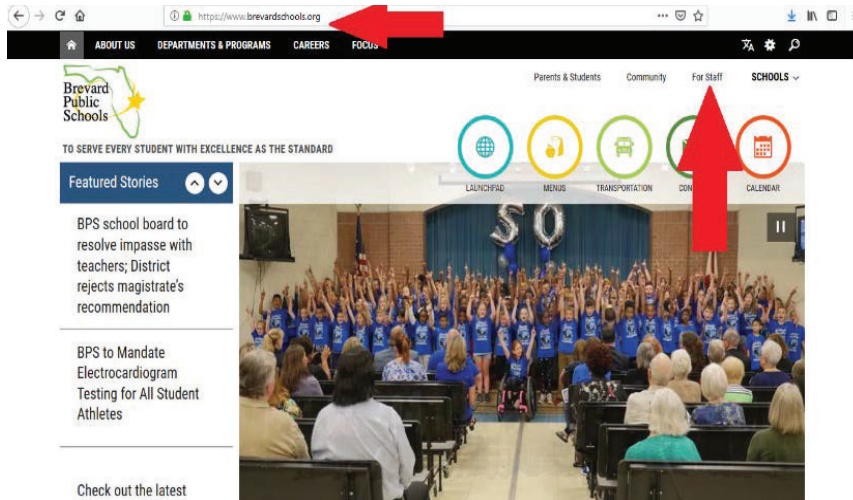 https://www.brevardschools.org
ABOUT US DEPARTMENTS & PROGRAMS CAREERS FOCUS
Parents & Students Community For Staff SCHOOLS
Brevard
Public
Schools
TO SERVE EVERY STUDENT WITH EXCELLENCE AS THE STANDARD
LAUNCHPAD MENUS TRANSPORTATION CALENDAR
Featured Stories
50
BPS school board to
resolve impasse with
teachers; District
rejects magistrate's
recommendation
BPS to Mandate
Electrocardiogram
Testing for All Student
Athletes
Check out the latest